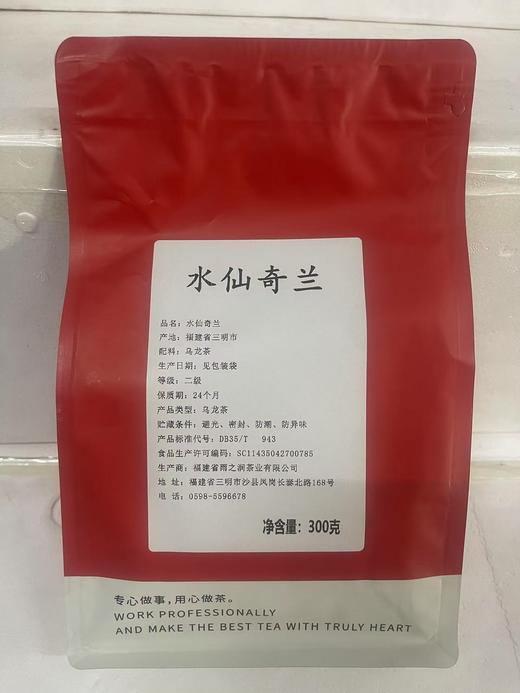 水仙奇兰
品名：水仙奇兰
产地：福建省三明市
配料：乌龙茶
生产日期：见包装袋
等级：二级
保质期：24个月
产品类型：乌龙茶
贮藏条件：避光、密封、防潮、防异味
产品标准代号：DB35/T 943
食品生产许可编码：SC11435042700785
生产商：福建省雨之润茶业有限公司
地 址：福建省三明市沙县凤岗长泰北路168号
电 话：0598-5596678
净含量：300克
专心做事，用心做茶。
WORK PROFESSIONALLY
AND MAKE THE BEST TEA WITH TRULY HEART